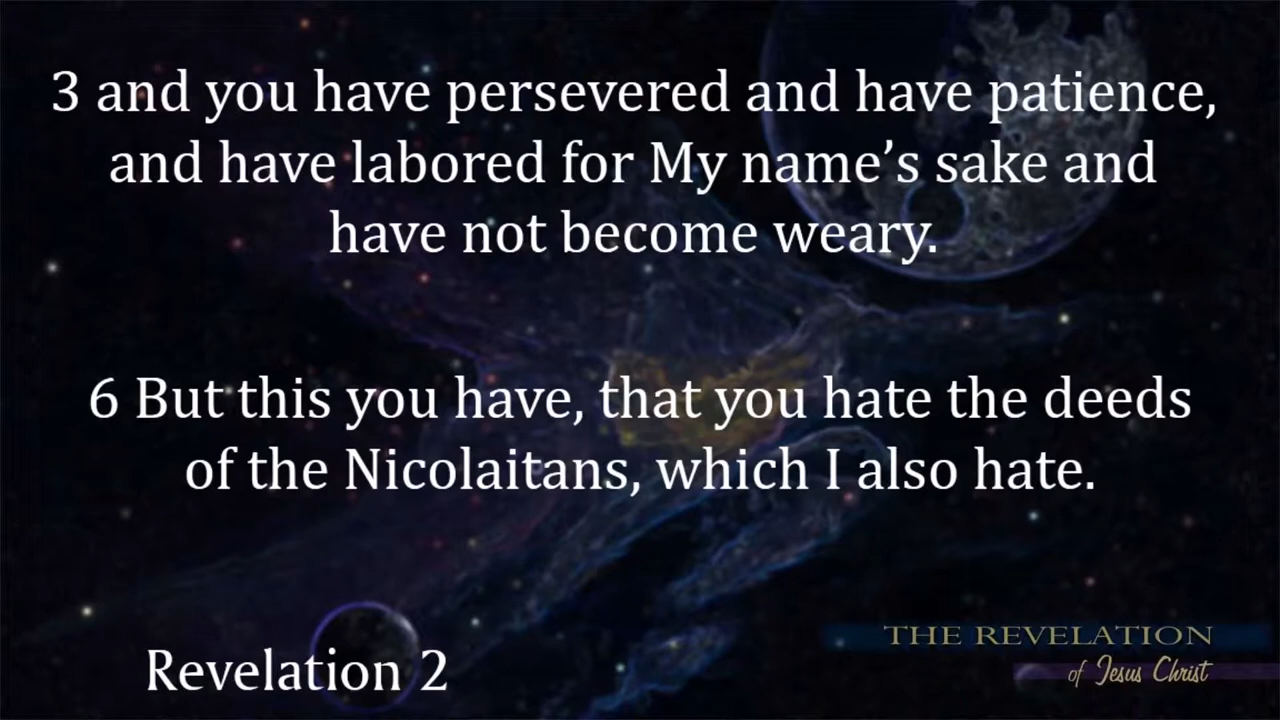 3 and you have persevered and have patience,
and have labored for My name’s sake and
have not become weary.
6 But this you have, that you hate the deeds
of the Nicolaitans, which I also hate.
Revelation 2
THE REVELATION
of Jesus Christ